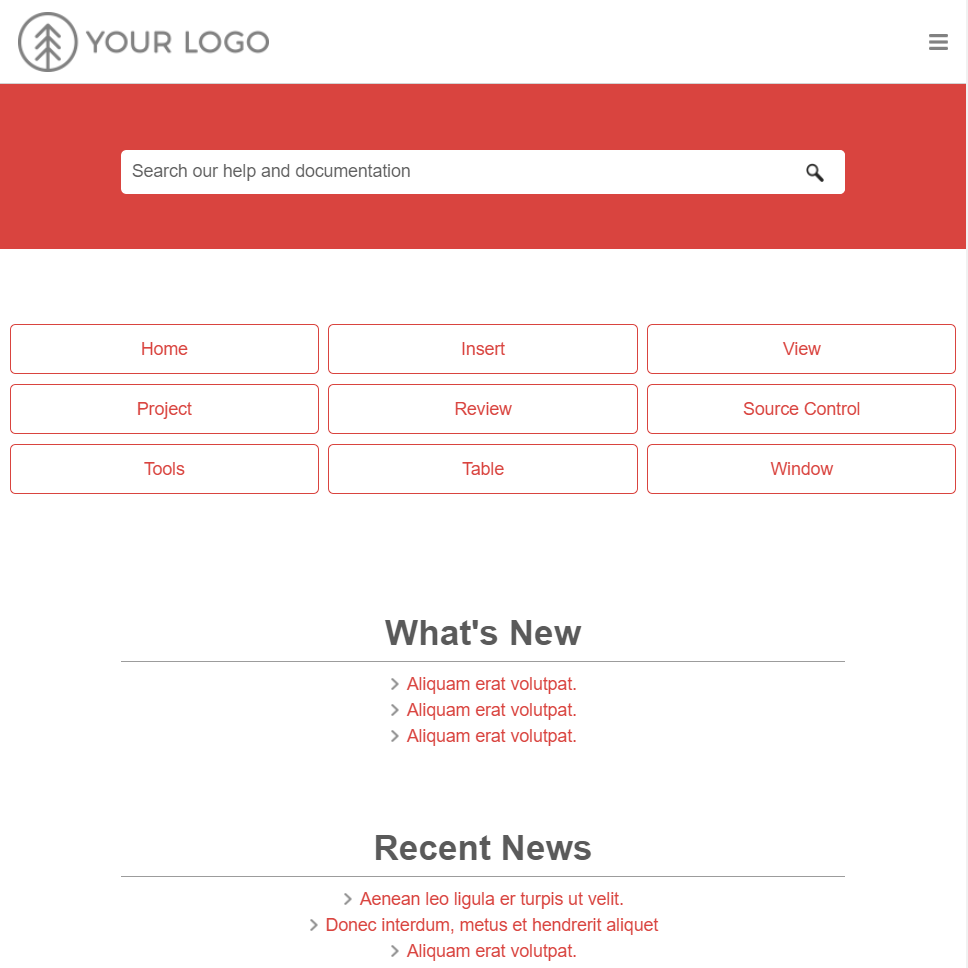 YOUR LOGO
Search our help and documentation
Home
Insert
View
Project
Review
Source Control
Tools
Table
Window
What's New
Aliquam erat volutpat.
Aliquam erat volutpat.
Aliquam erat volutpat.
Recent News
Aenean leo ligula er turpis ut velit.
Donec interdum, metus et hendrerit aliquet
Aliquam erat volutpat.